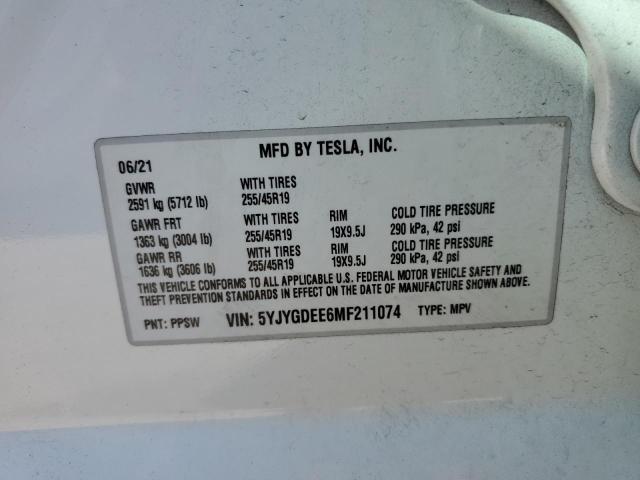 MFD BY TESLA, INC.
06/21
GVWR WITH TIRES
2591 kg (5712 lb) 255/45R19
GAWR FRT WITH TIRES RIM COLD TIRE PRESSURE
1363 kg (3004 lb) 255/45R19 19X9.5J 290 kPa, 42 psi
GAWR RR WITH TIRES RIM COLD TIRE PRESSURE
1636 kg (3606 lb) 255/45R19 19X9.5J 290 kPa, 42 psi
THIS VEHICLE CONFORMS TO ALL APPLICABLE U.S. FEDERAL MOTOR VEHICLE SAFETY AND
THEFT PREVENTION STANDARDS IN EFFECT ON THE DATE OF MANUFACTURE SHOWN ABOVE.
PNT: PPSW VIN: 5YJYGDEE6MF211074 TYPE: MPV